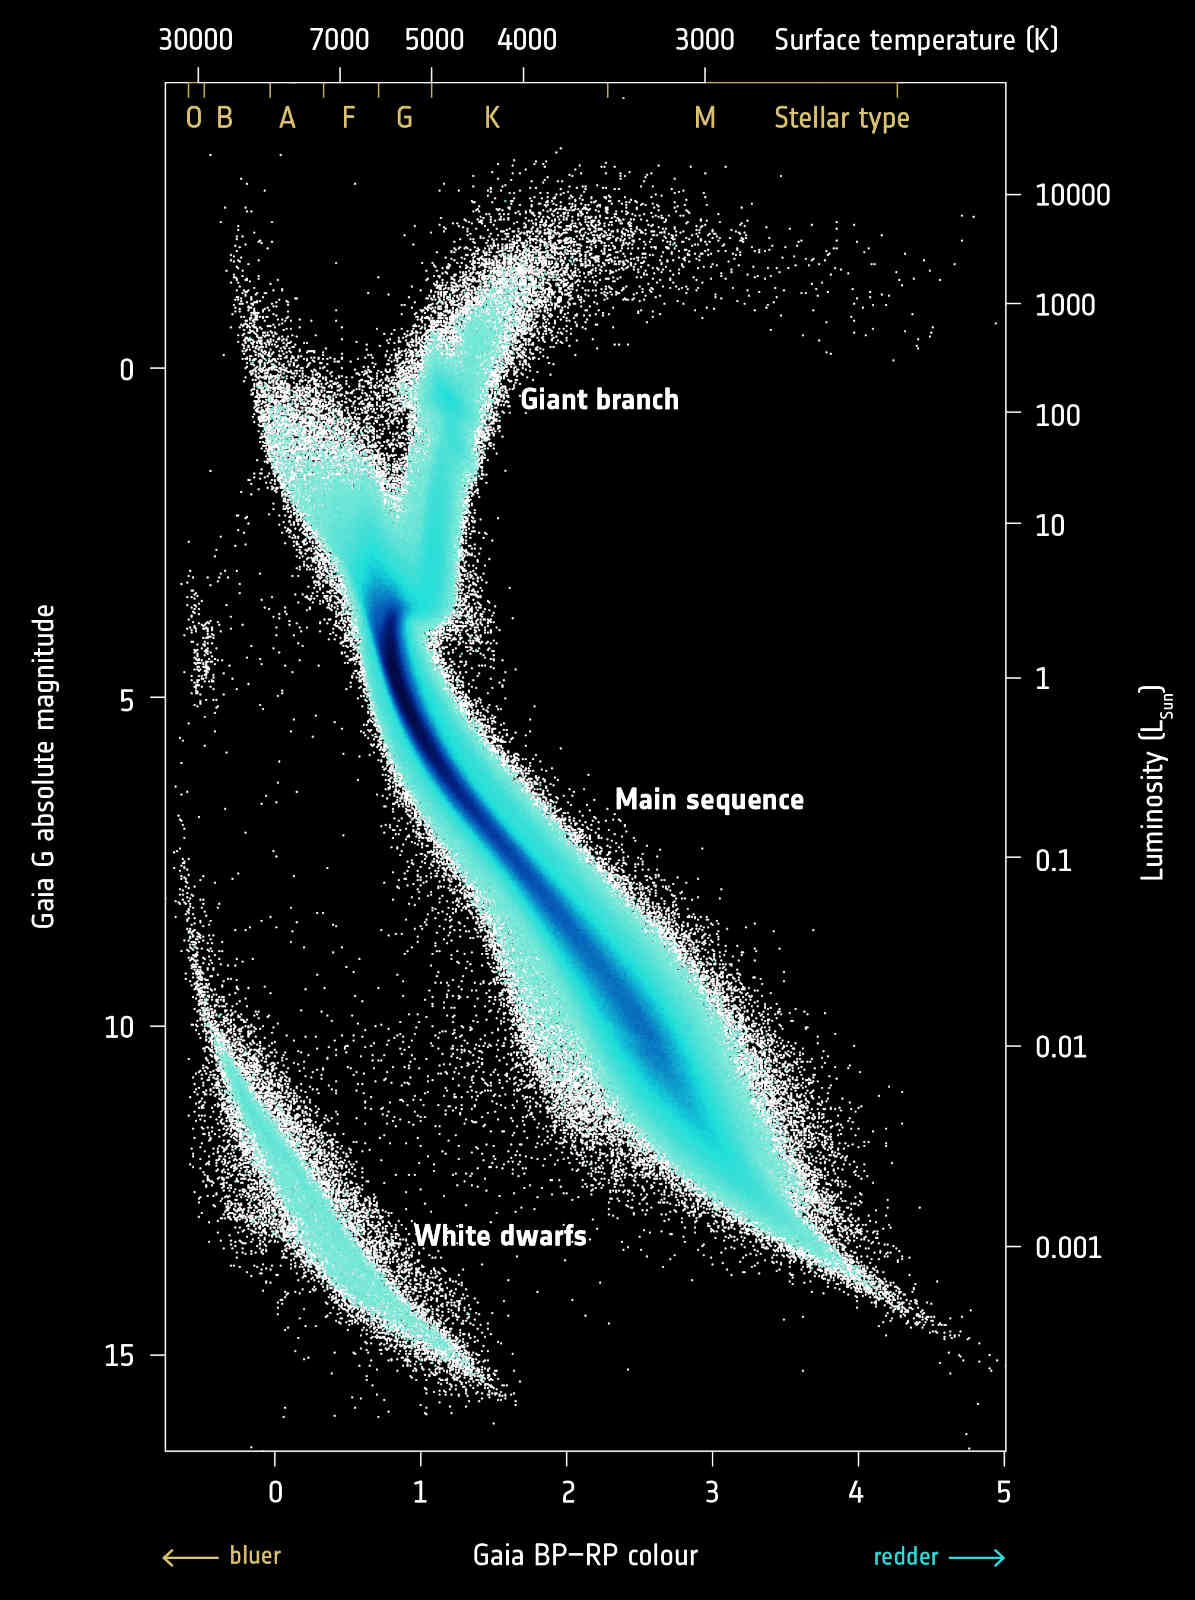 30000 7000 5000 4000 3000 Surface temperature (K)
O B A F G K M Stellar type
10000
1000
0
Giant branch
100
10
1
5
Gaia G absolute magnitude
Luminosity (LSun)
Main sequence
0.1
10
0.01
White dwarfs
0.001
15
0 1 2 3 4 5
bluer Gaia BP–RP colour redder